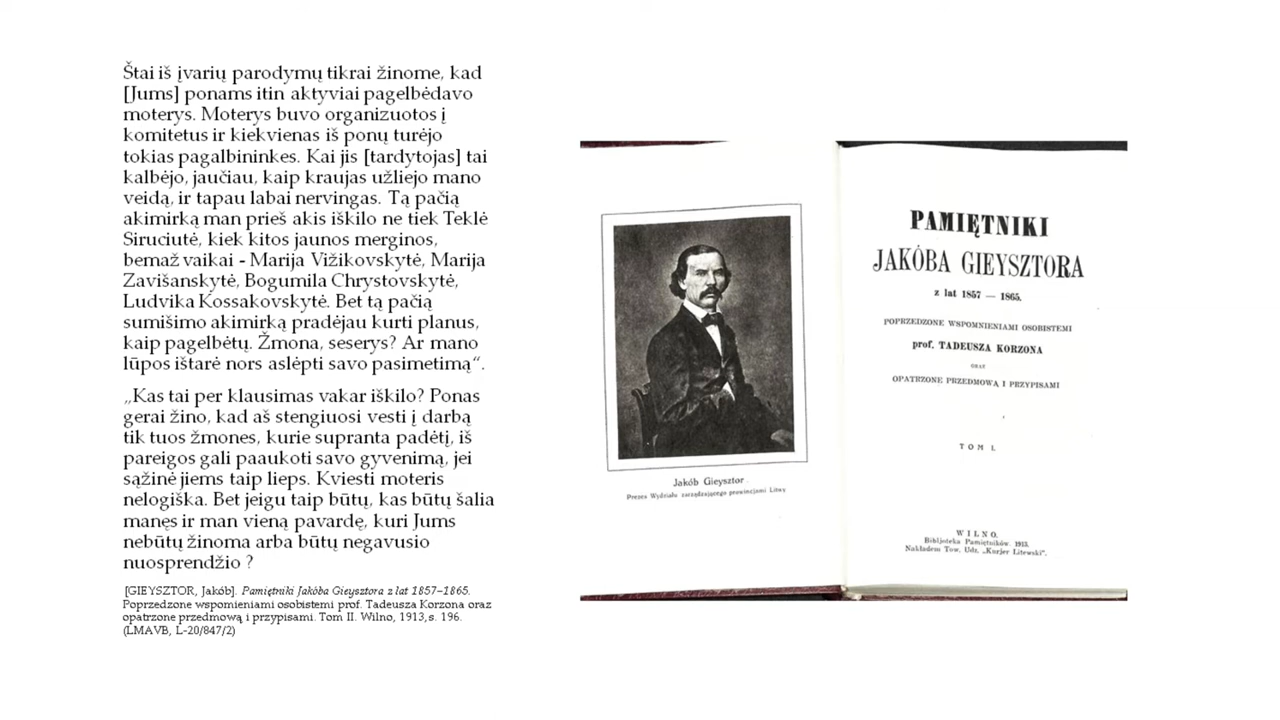 Štai iš įvarių parodymų tikrai žinome, kad
[Jums] ponams itin aktyviai pagelbėdavo
moterys. Moterys buvo organizuotos į
komitetus ir kiekvienas iš ponų turėjo
tokias pagalbininkes. Kai jis [tardytojas] tai
kalbėjo, jaučiau, kaip kraujas užliejo mano
veidą, ir tapau labai nervingas. Tą pačią
akimirką man prieš akis iškilo ne tiek Teklė
Siruciutė, kiek kitos jaunos merginos,
bemaž vaikai - Marija Vižikovskytė, Marija
Zavišanskytė, Bogumila Chrystovskytė,
Ludvika Kossakovskytė. Bet tą pačią
sumišimo akimirką pradėjau kurti planus,
kaip pagelbėtų. Žmona, seserys? Ar mano
lūpos ištarė nors aslėpti savo pasimetimą“.
„Kas tai per klausimas vakar iškilo? Ponas
gerai žino, kad aš stengiuosi vesti į darbą
tik tuos žmones, kurie supranta padėtį, iš
pareigos gali paaukoti savo gyvenimą, jei
sąžinė jiems taip lieps. Kviesti moteris
nelogiška. Bet jeigu taip būtų, kas būtų šalia
manęs ir man vieną pavardę, kuri Jums
nebūtų žinoma arba būtų negavusio
nuosprendžio ?
[GIEYSZTOR, Jakób]. Pamiętniki Jakóba Gieysztora z lat 1857–1865.
Poprzedzone wspomieniami osobistemi prof. Tadeusza Korzona oraz
opatrzone przedmową i przypisami. Tom II. Wilno, 1913, s. 196.
(LMAVB, L-20/847/2)
Jakób Gieysztor
Prezes Wydziału zarządzającego prowincjami Litwy
PAMIĘTNIKI
JAKÓBA GIEYSZTORA
z lat 1857 — 1865.
POPRZEDZONE WSPOMNIENIAMI OSOBISTEMI
prof. TADEUSZA KORZONA
ORAZ
OPATRZONE PRZEDMOWĄ I PRZYPISAMI
TOM I.
WILNO.
Bibljoteka Pamiętników. 1913.
Nakładem Tow. Udz. „Kurjer Litewski“.